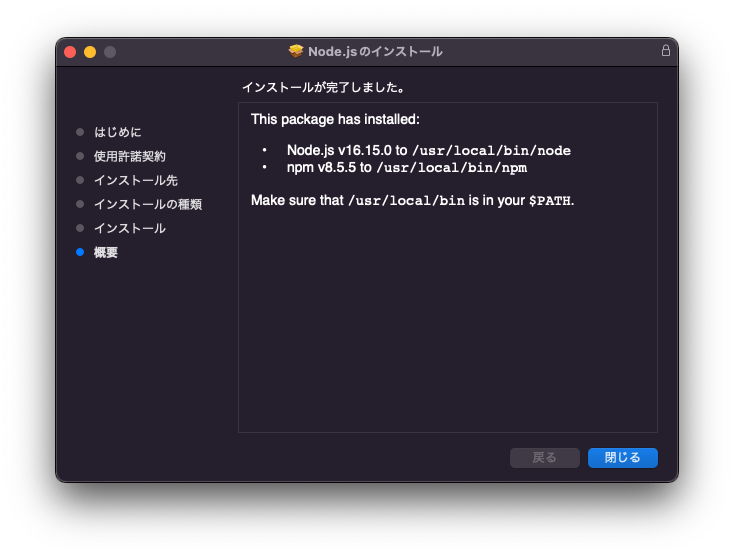 Node.jsのインストール
インストールが完了しました。
はじめに
使用許諾契約
インストール先
インストールの種類
インストール
概要
This package has installed:
• Node.js v16.15.0 to /usr/local/bin/node
• npm v8.5.5 to /usr/local/bin/npm
Make sure that /usr/local/bin is in your $PATH.
戻る
閉じる